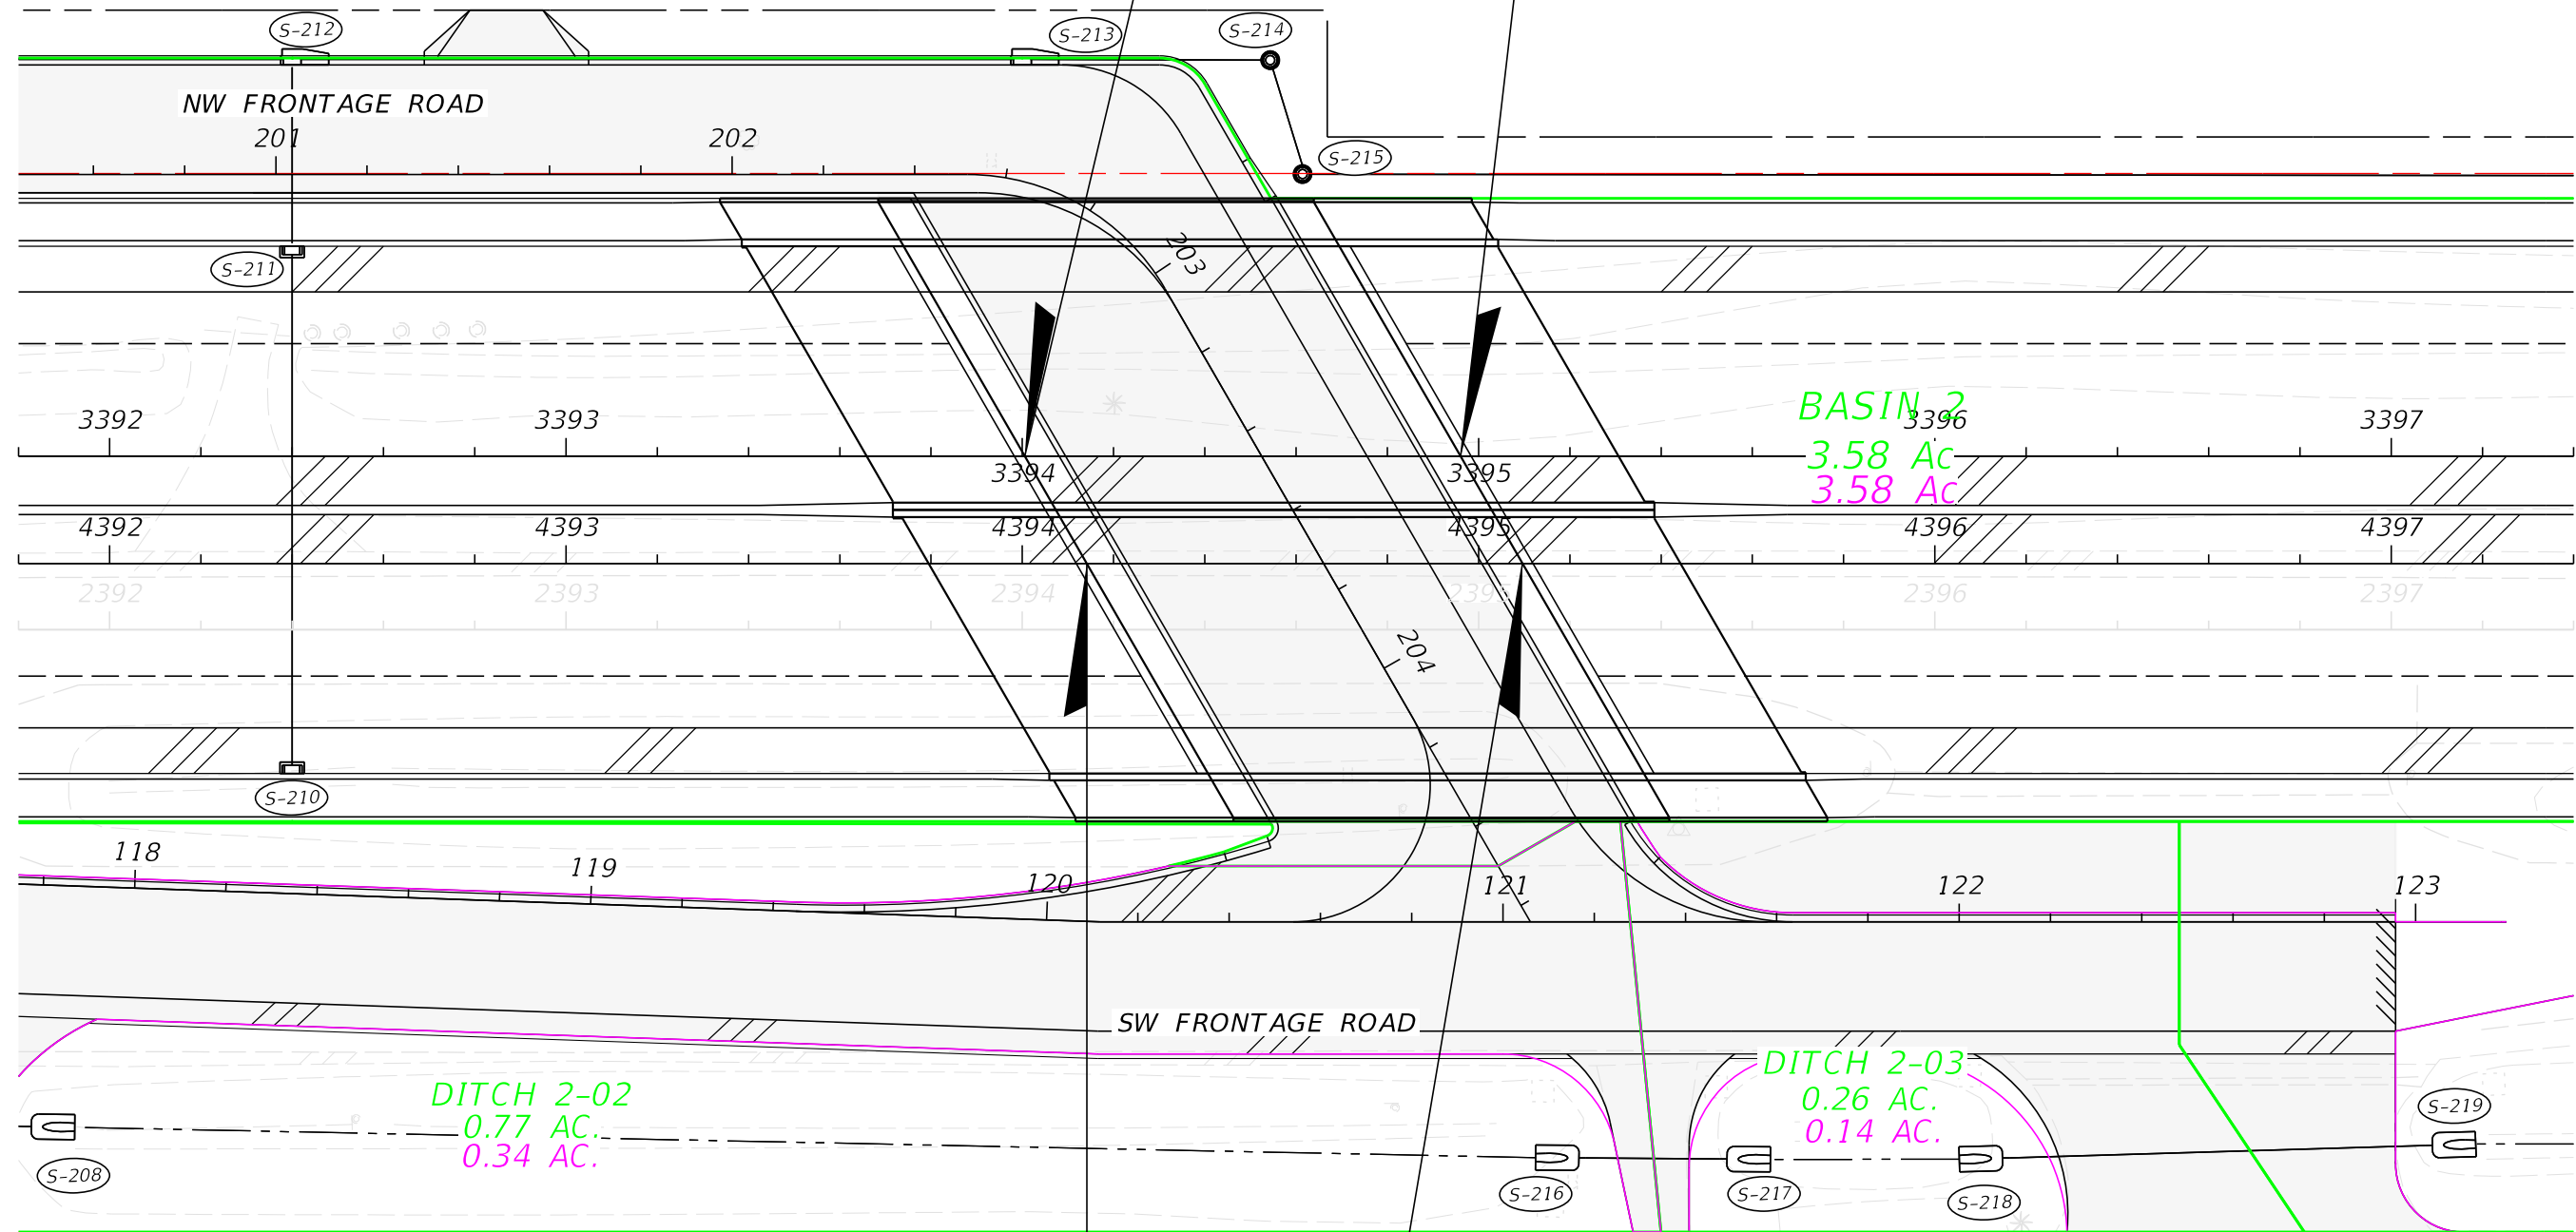 S-212
S-213
S-214
NW FRONTAGE ROAD
201
202
S-215
203
S-211
BASIN 2
3.58 Ac
3.58 Ac
3392
3393
3394
3395
3396
3397
4392
4393
4394
4395
4396
4397
2392
2393
2394
2395
2396
2397
204
S-210
118
119
120
121
122
123
SW FRONTAGE ROAD
DITCH 2-02
0.77 AC.
0.34 AC.
DITCH 2-03
0.26 AC.
0.14 AC.
S-219
S-208
S-216
S-217
S-218